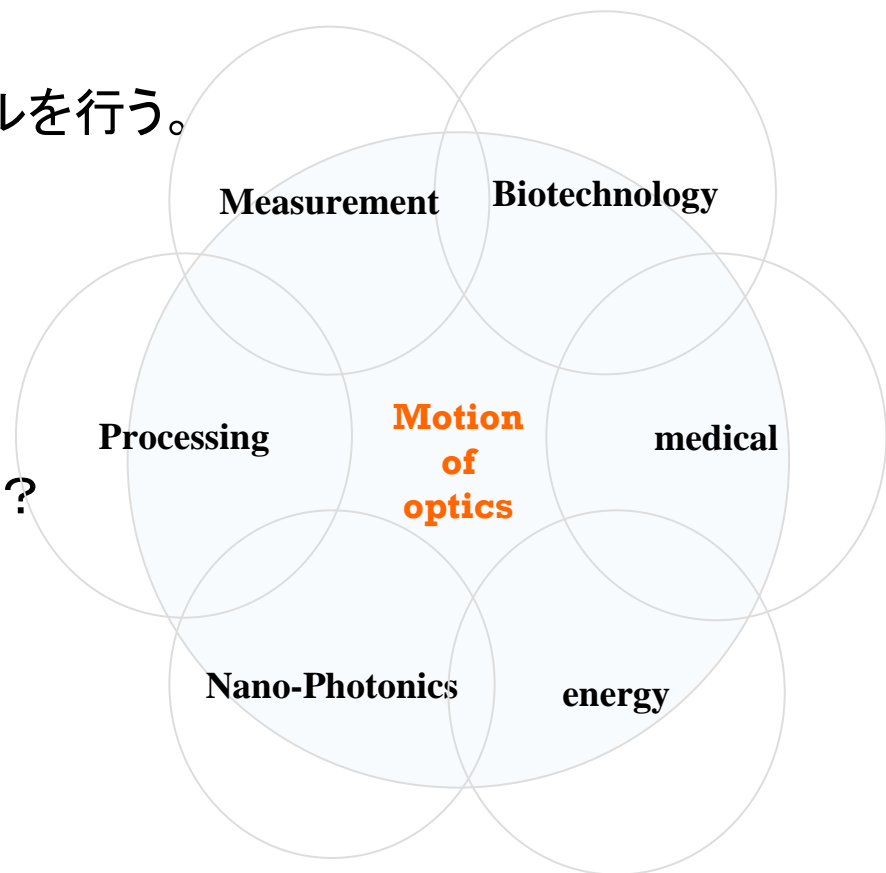 ルを行う。
Measurement
Biotechnology
Motion
of
optics
Processing
medical
？
Nano-Photonics
energy